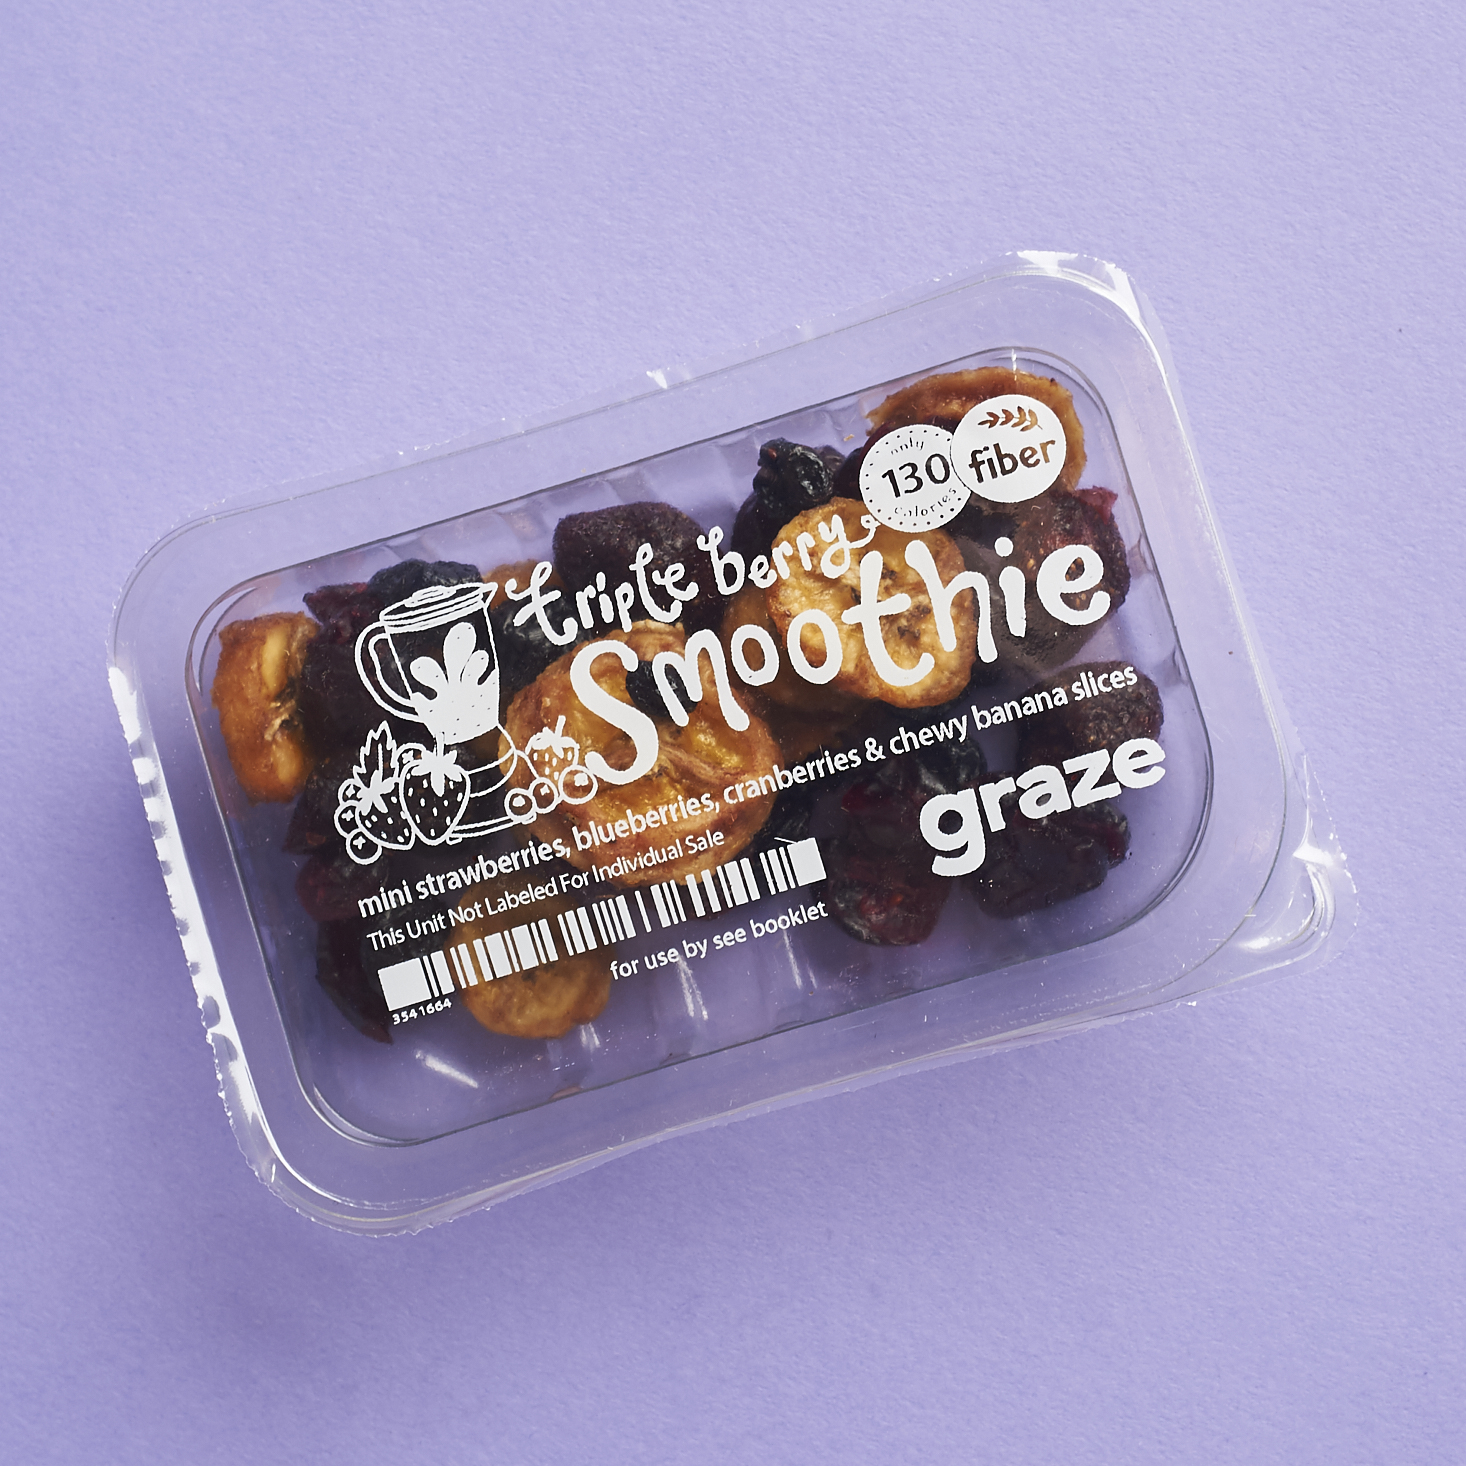 only
130
calories
fiber
triple berry
smoothie
mini strawberries, blueberries, cranberries & chewy banana slices
This Unit Not Labeled For Individual Sale
graze
3541664
for use by see booklet